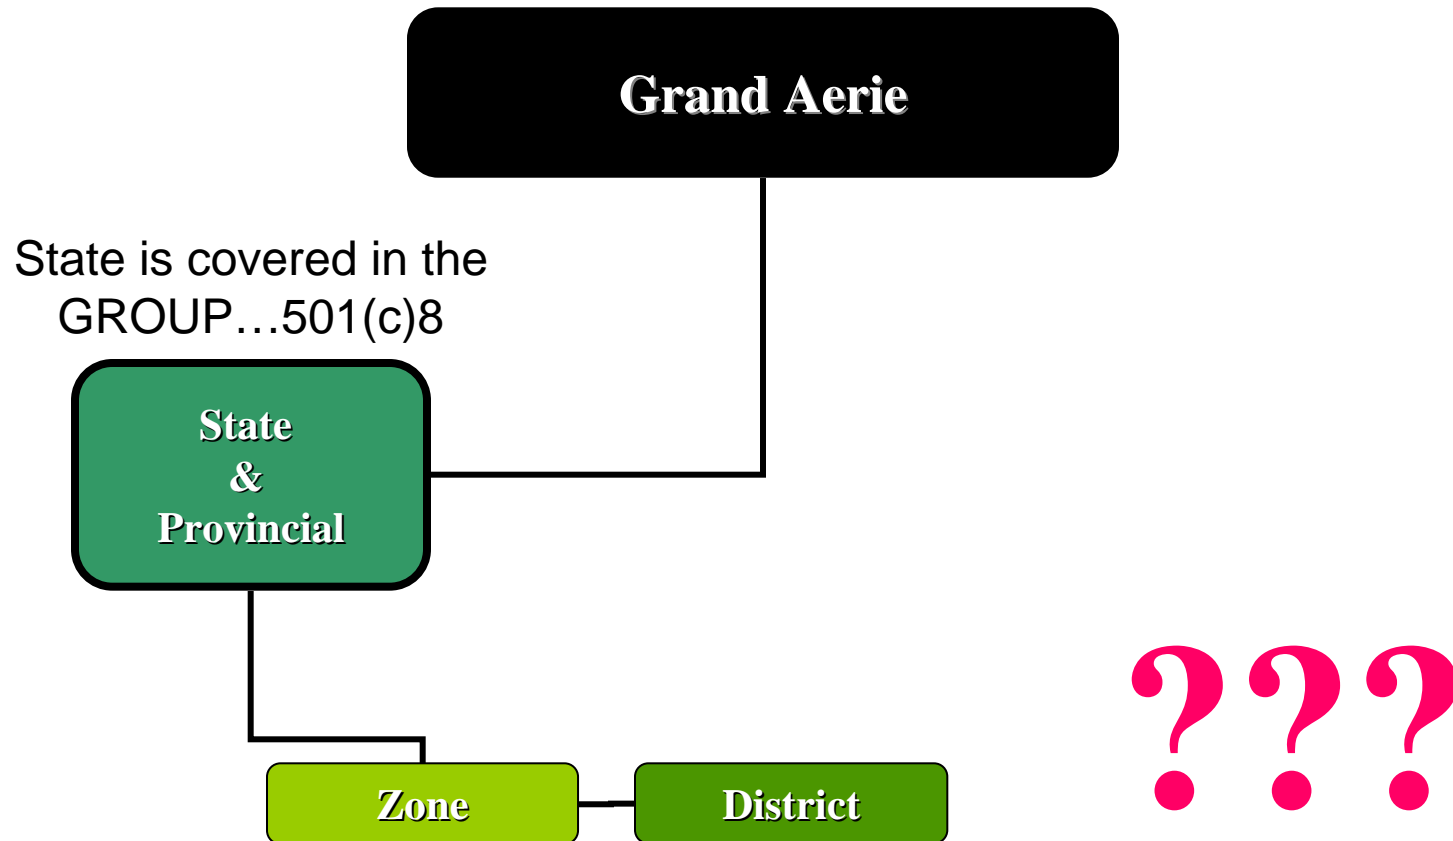 Grand Aerie
State is covered in the
GROUP…501(c)8
State
&
Provincial
???
Zone
District